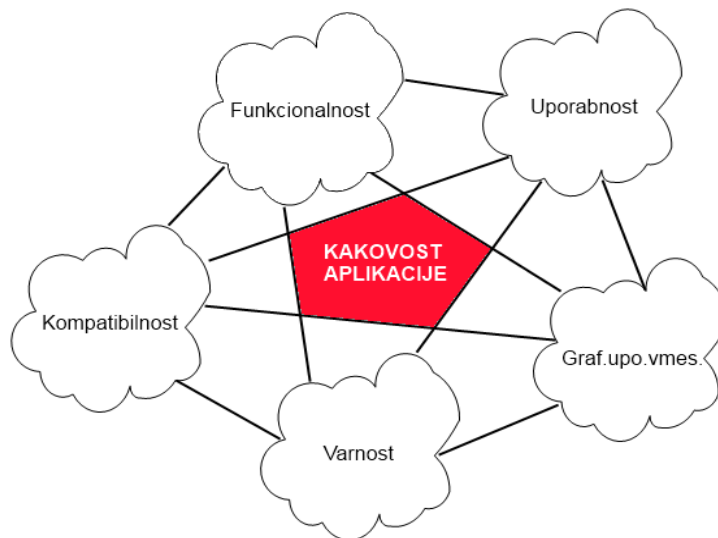 Funkcionalnost
Uporabnost
KAKOVOST
APLIKACIJE
Kompatibilnost
Graf.upo.vmes.
Varnost